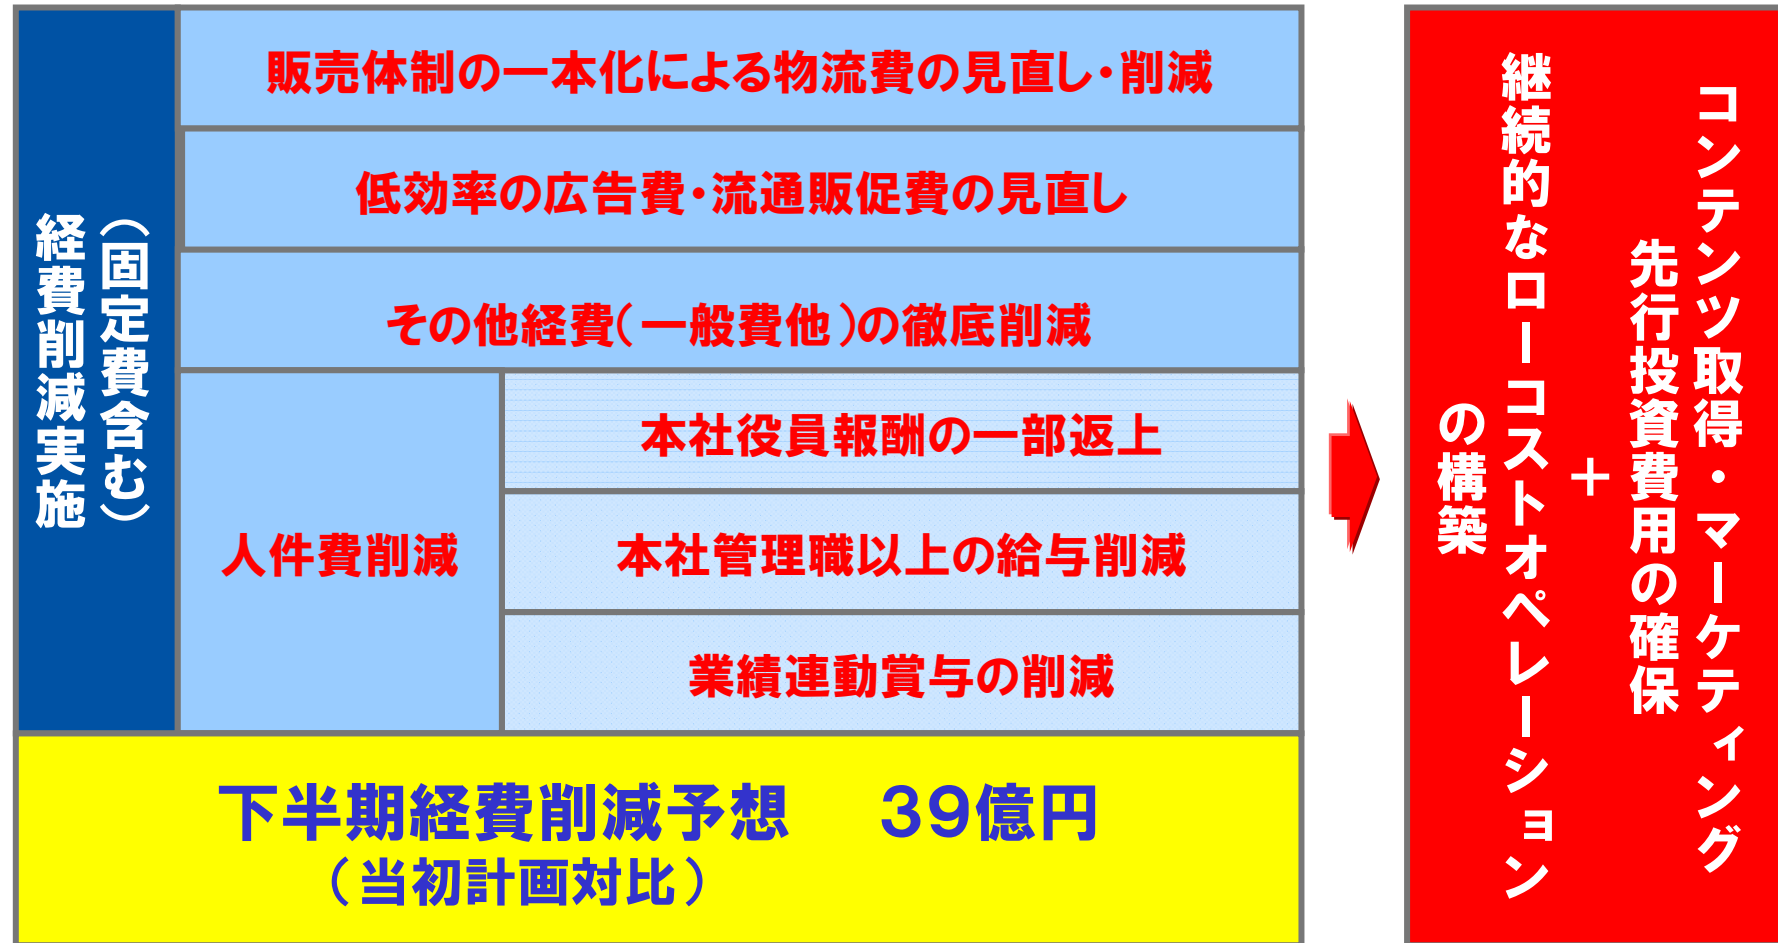 経費削減実施
（固定費含む）
販売体制の一本化による物流費の見直し・削減
低効率の広告費・流通販促費の見直し
その他経費（一般費他）の徹底削減
人件費削減
本社役員報酬の一部返上
本社管理職以上の給与削減
業績連動賞与の削減
下半期経費削減予想　39億円
（当初計画対比）
コンテンツ取得・マーケティング
先行投資費用の確保
＋
継続的なローコストオペレーション
の構築